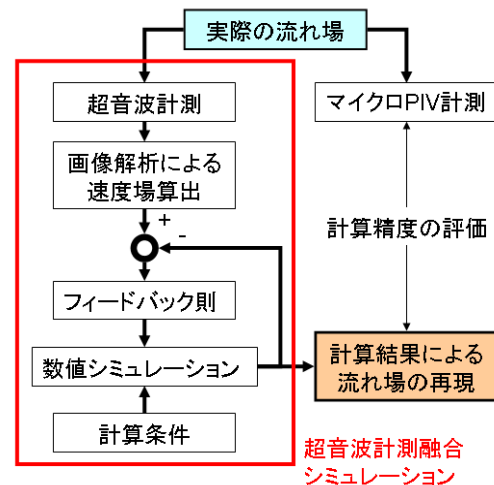 実際の流れ場
超音波計測
マイクロPIV計測
画像解析による
速度場算出
+
-
計算精度の評価
フィードバック則
数値シミュレーション
計算結果による
流れ場の再現
計算条件
超音波計測融合
シミュレーション